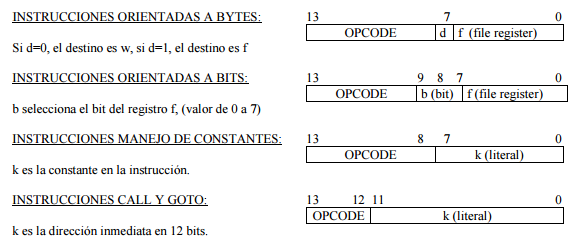 INSTRUCCIONES ORIENTADAS A BYTES: 13 7 0
OPCODE d f (file register)
Si d=0, el destino es w, si d=1, el destino es f
INSTRUCCIONES ORIENTADAS A BITS: 13 9 8 7 0
OPCODE b (bit) f (file register)
b selecciona el bit del registro f, (valor de 0 a 7)
INSTRUCCIONES MANEJO DE CONSTANTES: 13 8 7 0
OPCODE k (literal)
k es la constante en la instrucción.
INSTRUCCIONES CALL Y GOTO: 13 12 11 0
OPCODE k (literal)
k es la dirección inmediata en 12 bits.